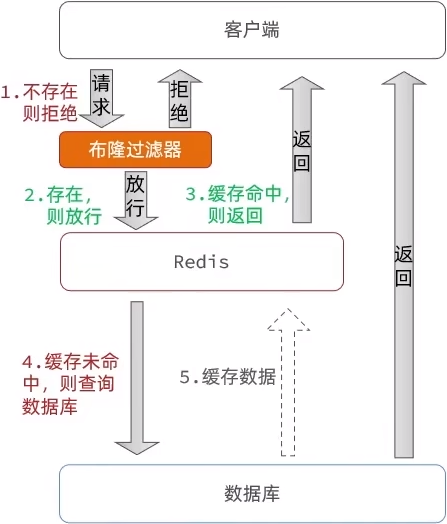 客户端
1.不存在
则拒绝
请求
拒绝
布隆过滤器
返回
2.存在，
则放行
放行
3.缓存命中，
则返回
Redis
返回
4.缓存未命
中，则查询
数据库
5.缓存数据
数据库